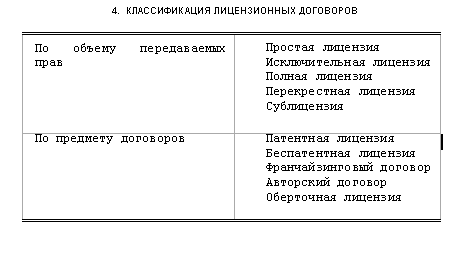 4. КЛАССИФИКАЦИЯ ЛИЦЕНЗИОННЫХ ДОГОВОРОВ
По объему передаваемых
прав
Простая лицензия
Исключительная лицензия
Полная лицензия
Перекрестная лицензия
Сублицензия
По предмету договоров
Патентная лицензия
Беспатентная лицензия
Франчайзинговый договор
Авторский договор
Оберточная лицензия